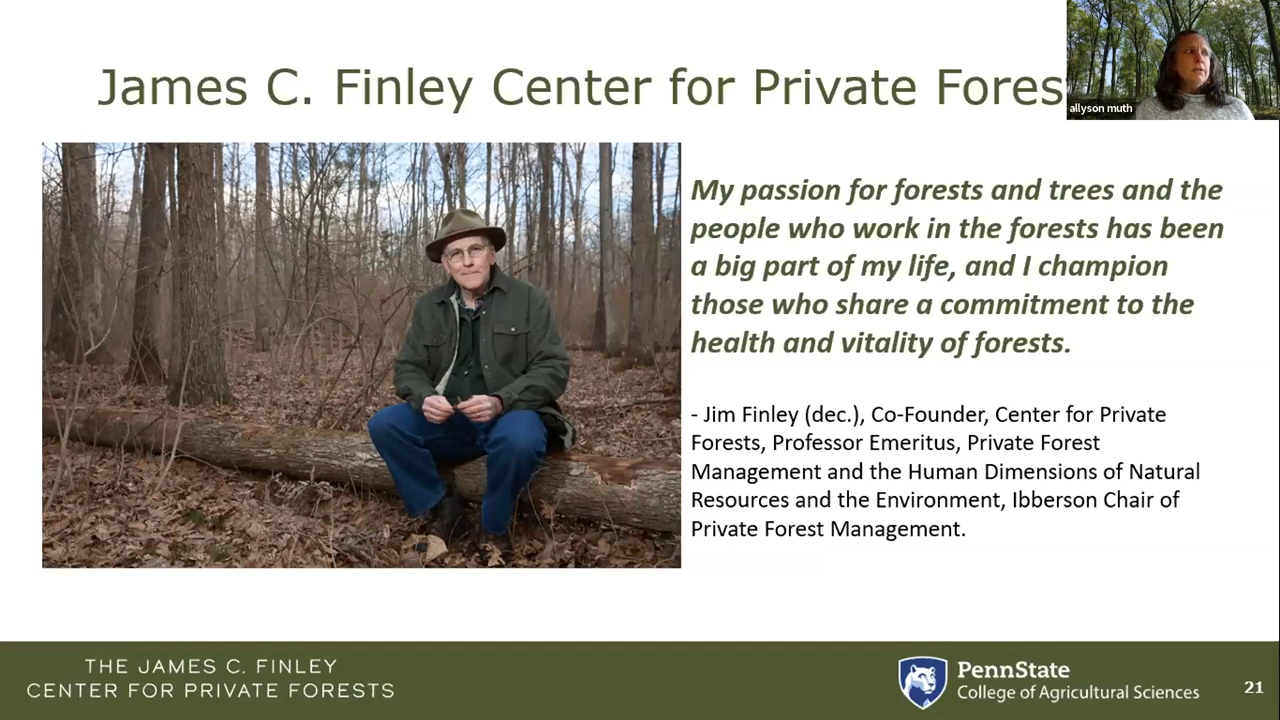 James C. Finley Center for Private Fores
allyson muth
My passion for forests and trees and the
people who work in the forests has been
a big part of my life, and I champion
those who share a commitment to the
health and vitality of forests.
- Jim Finley (dec.), Co-Founder, Center for Private
Forests, Professor Emeritus, Private Forest
Management and the Human Dimensions of Natural
Resources and the Environment, Ibberson Chair of
Private Forest Management.
THE JAMES C. FINLEY
CENTER FOR PRIVATE FORESTS
PennState
College of Agricultural Sciences
21